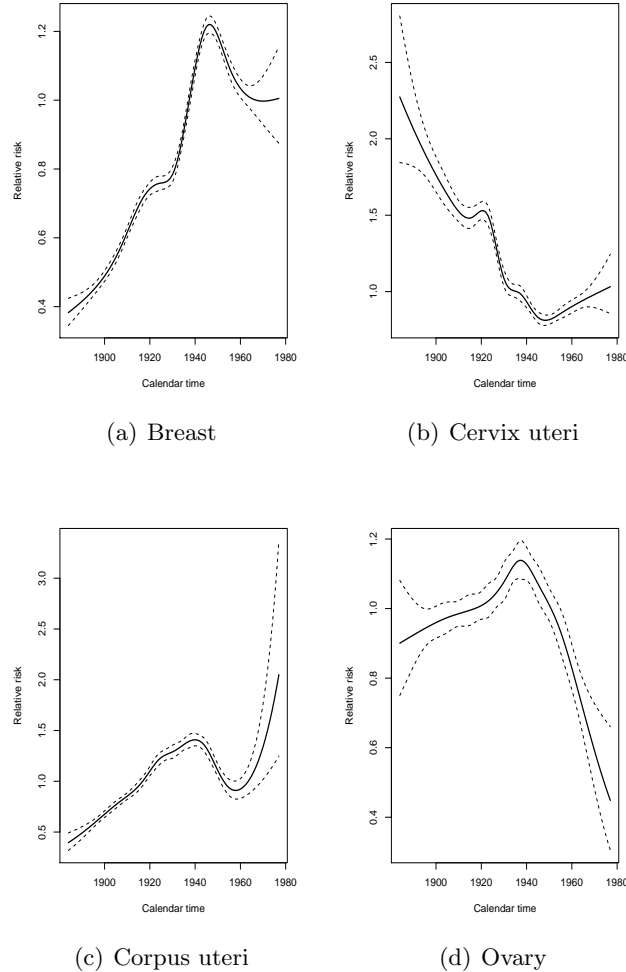 Relative risk
0.4 0.6 0.8 1.0 1.2
1900 1920 1940 1960 1980
Calendar time
(a) Breast
Relative risk
1.0 1.5 2.0 2.5
1900 1920 1940 1960 1980
Calendar time
(b) Cervix uteri
Relative risk
0.5 1.0 1.5 2.0 2.5 3.0
1900 1920 1940 1960 1980
Calendar time
(c) Corpus uteri
Relative risk
0.4 0.6 0.8 1.0 1.2
1900 1920 1940 1960 1980
Calendar time
(d) Ovary